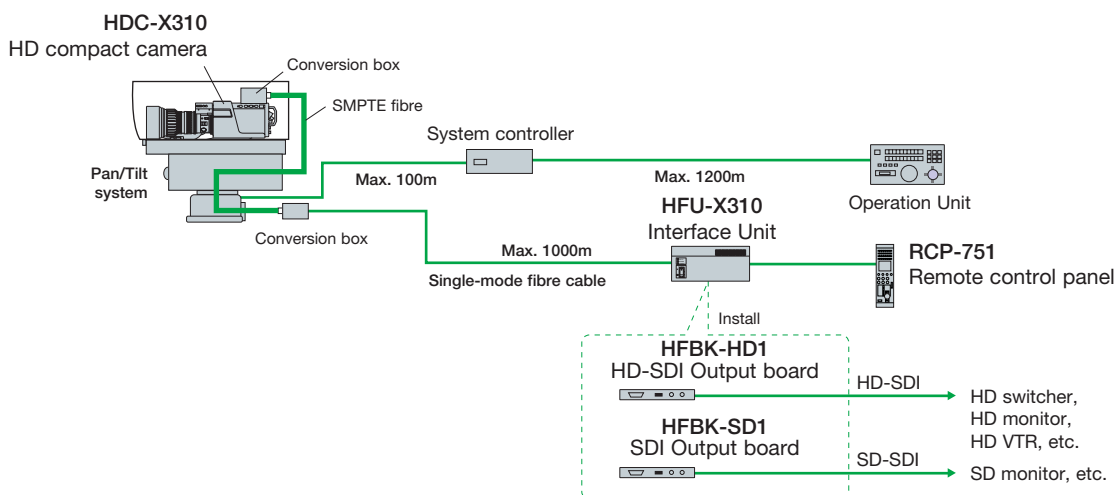 HDC-X310
HD compact camera
Conversion box
SMPTE fibre
Pan/Tilt
system
System controller
Max. 100m
Max. 1200m
Operation Unit
Conversion box
Max. 1000m
Single-mode fibre cable
HFU-X310
Interface Unit
RCP-751
Remote control panel
Install
HFBK-HD1
HD-SDI Output board
HD-SDI
HD switcher,
HD monitor,
HD VTR, etc.
HFBK-SD1
SDI Output board
SD-SDI
SD monitor, etc.